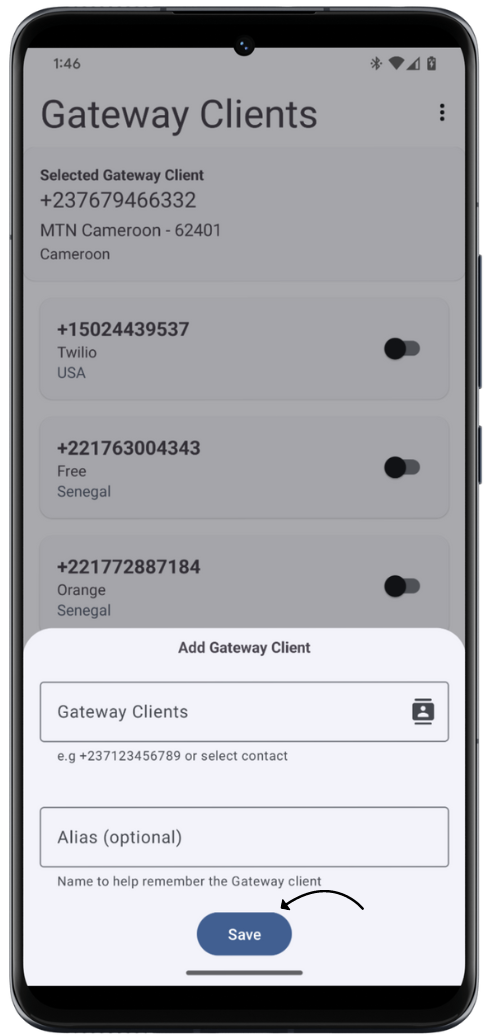 1:46
Gateway Clients
Selected Gateway Client
+237679466332
MTN Cameroon - 62401
Cameroon
+15024439537
Twilio
USA
+221763004343
Free
Senegal
+221772887184
Orange
Senegal
Add Gateway Client
Gateway Clients
e.g +237123456789 or select contact
Alias (optional)
Name to help remember the Gateway client
Save